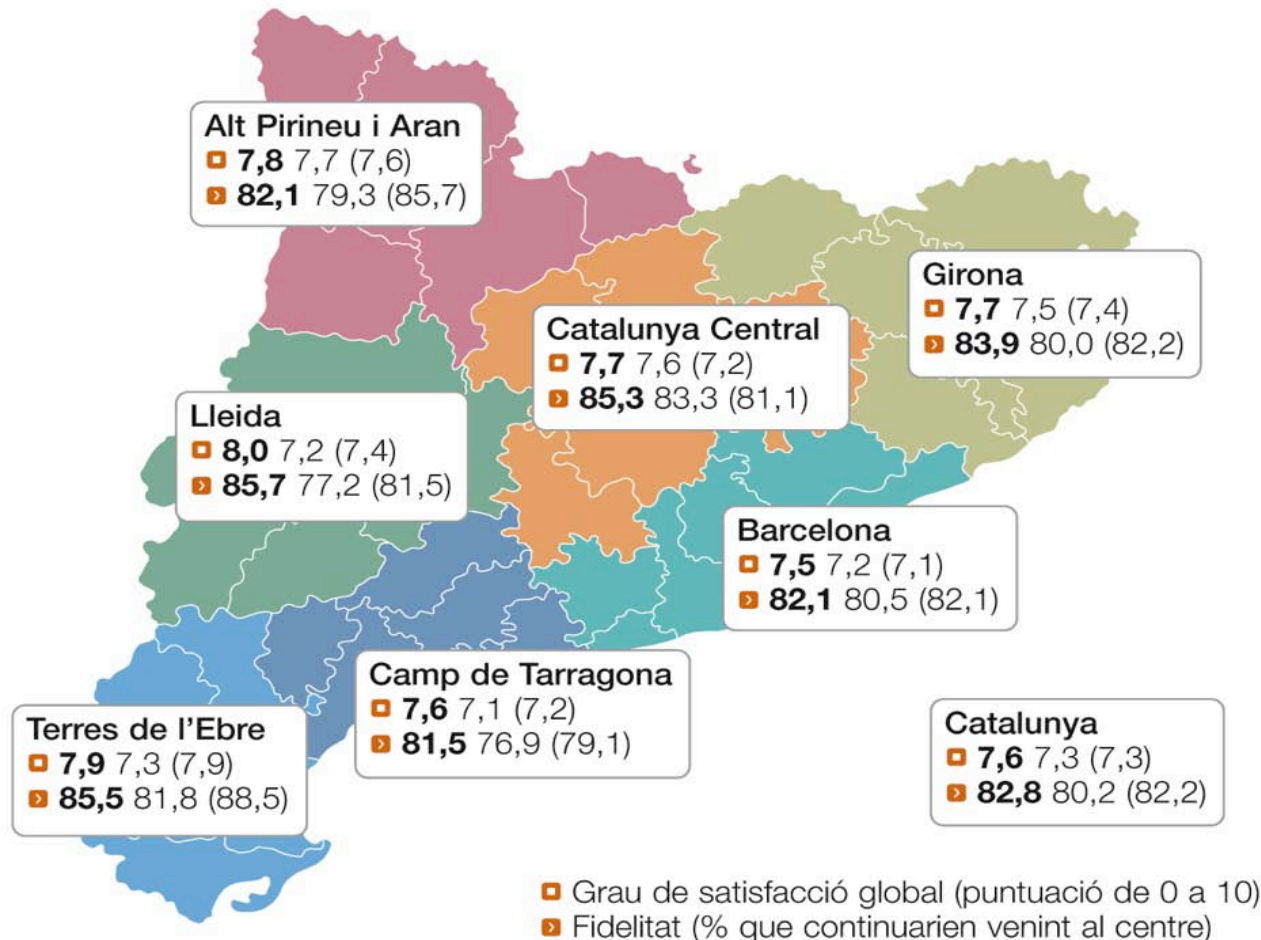 Alt Pirineu i Aran
7,8 7,7 (7,6)
82,1 79,3 (85,7)
Girona
7,7 7,5 (7,4)
83,9 80,0 (82,2)
Catalunya Central
7,7 7,6 (7,2)
85,3 83,3 (81,1)
Lleida
8,0 7,2 (7,4)
85,7 77,2 (81,5)
Barcelona
7,5 7,2 (7,1)
82,1 80,5 (82,1)
Camp de Tarragona
7,6 7,1 (7,2)
81,5 76,9 (79,1)
Terres de l'Ebre
7,9 7,3 (7,9)
85,5 81,8 (88,5)
Catalunya
7,6 7,3 (7,3)
82,8 80,2 (82,2)
Grau de satisfacció global (puntuació de 0 a 10)
Fidelitat (% que continuarien venint al centre)